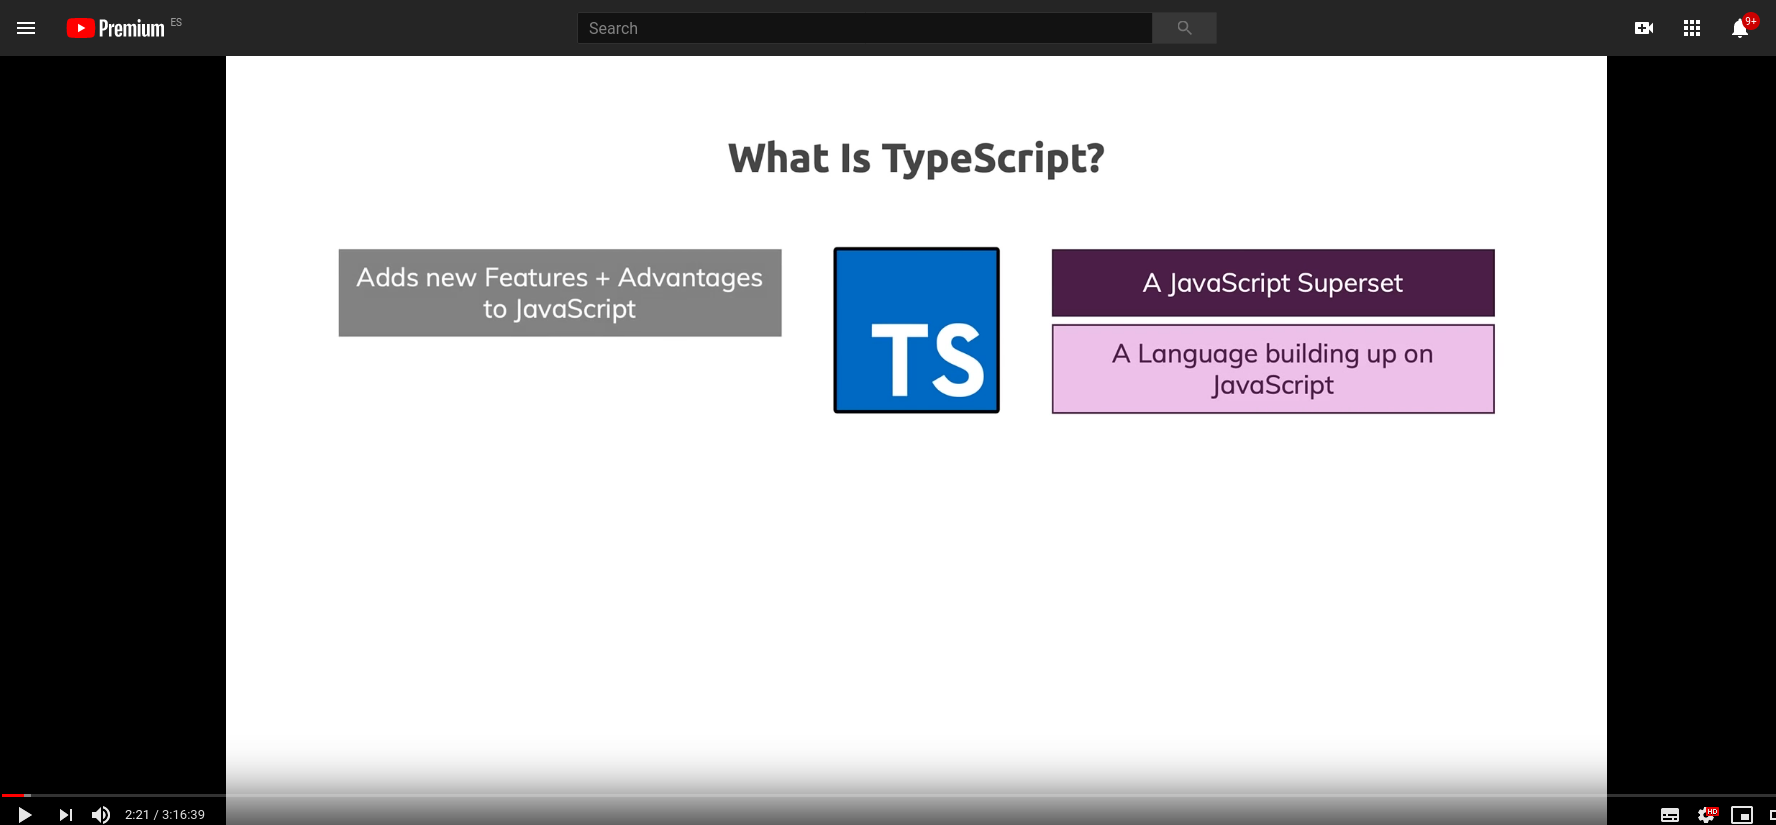 Premium ES
Search
9+
What Is TypeScript?
Adds new Features + Advantages
to JavaScript
TS
A JavaScript Superset
A Language building up on
JavaScript
2:21 / 3:16:39
HD